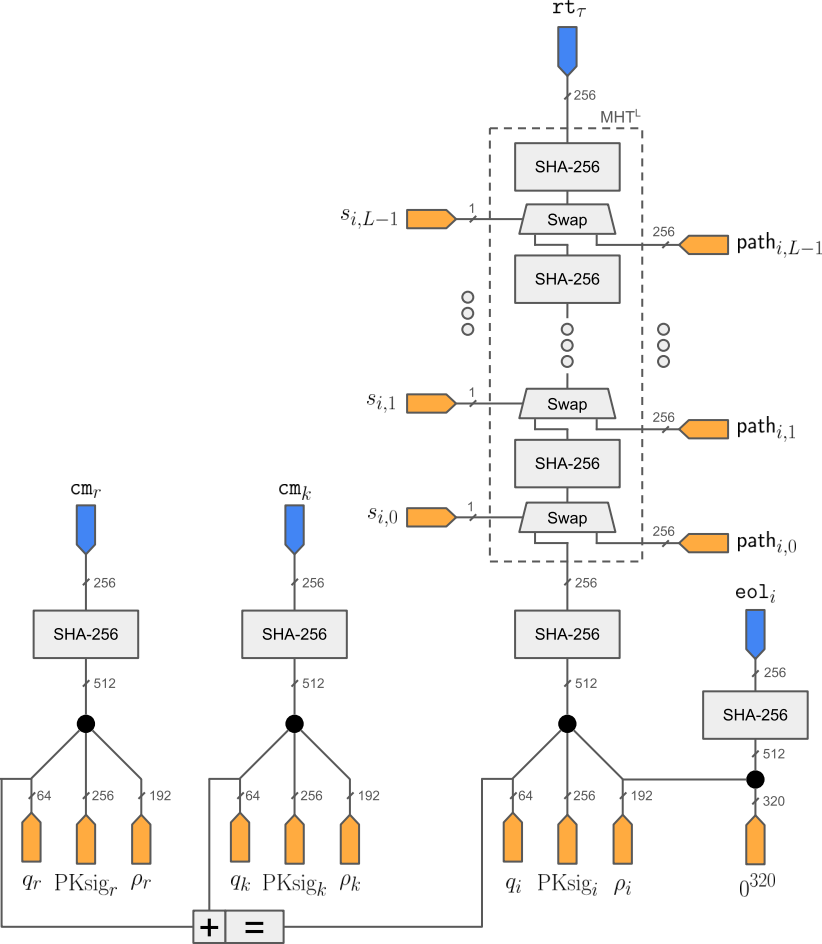 rt_τ
256
MHT^L
SHA-256
s_{i,L−1} 1 Swap 256 path_{i,L−1}
SHA-256
s_{i,1} 1 Swap 256 path_{i,1}
SHA-256
s_{i,0} 1 Swap 256 path_{i,0}
cm_r cm_k
256 256 256 eol_i
SHA-256 SHA-256 SHA-256 256
512 512 512 SHA-256
512
64 256 192 64 256 192 64 256 192 320
q_r PKsig_r ρ_r q_k PKsig_k ρ_k q_i PKsig_i ρ_i 0^{320}
+ =